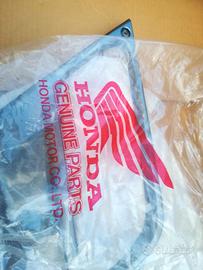 HONDA
GENUINE PARTS
HONDA MOTOR CO.,LTD.